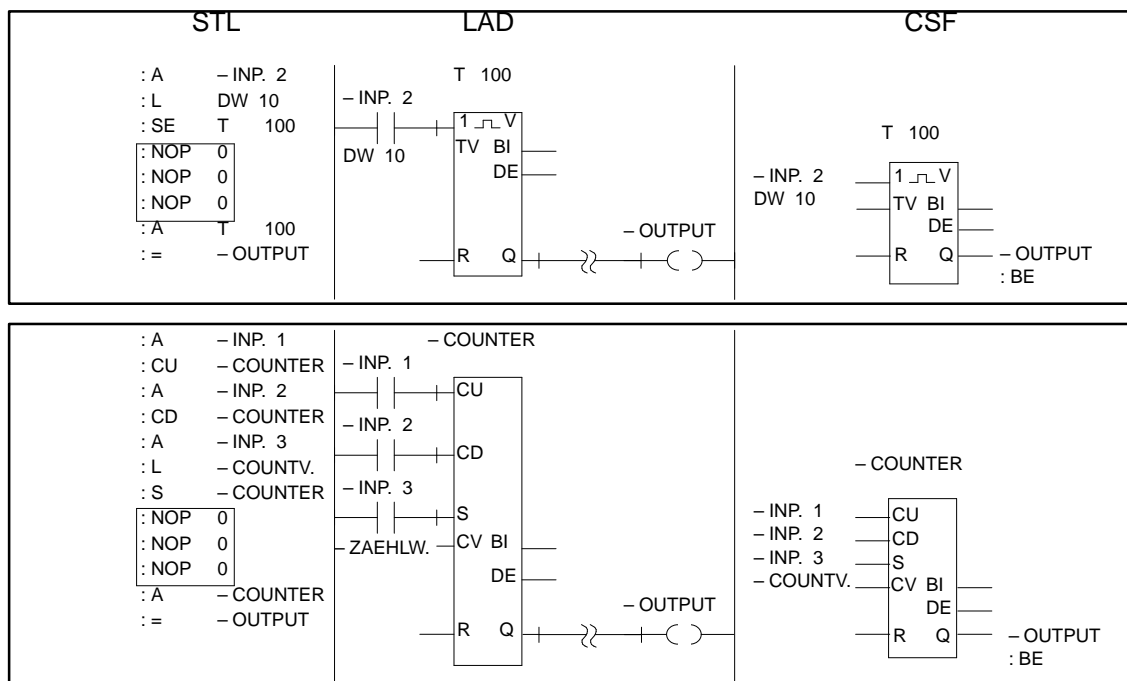 STL LAD CSF
: A – INP. 2
: L DW 10
: SE T 100
: NOP 0
: NOP 0
: NOP 0
: A T 100
: = – OUTPUT
T 100
– INP. 2
1 V
DW 10 TV BI
DE
– OUTPUT
R Q
T 100
– INP. 2 1 V
DW 10 TV BI
DE
R Q – OUTPUT
: BE
: A – INP. 1
: CU – COUNTER
: A – INP. 2
: CD – COUNTER
: A – INP. 3
: L – COUNTV.
: S – COUNTER
: NOP 0
: NOP 0
: NOP 0
: A – COUNTER
: = – OUTPUT
– COUNTER
– INP. 1
CU
– INP. 2
CD
– INP. 3
S
– ZAEHLW. CV BI
DE
– OUTPUT
R Q
– COUNTER
– INP. 1 CU
– INP. 2 CD
– INP. 3 S
– COUNTV. CV BI
DE
R Q – OUTPUT
: BE